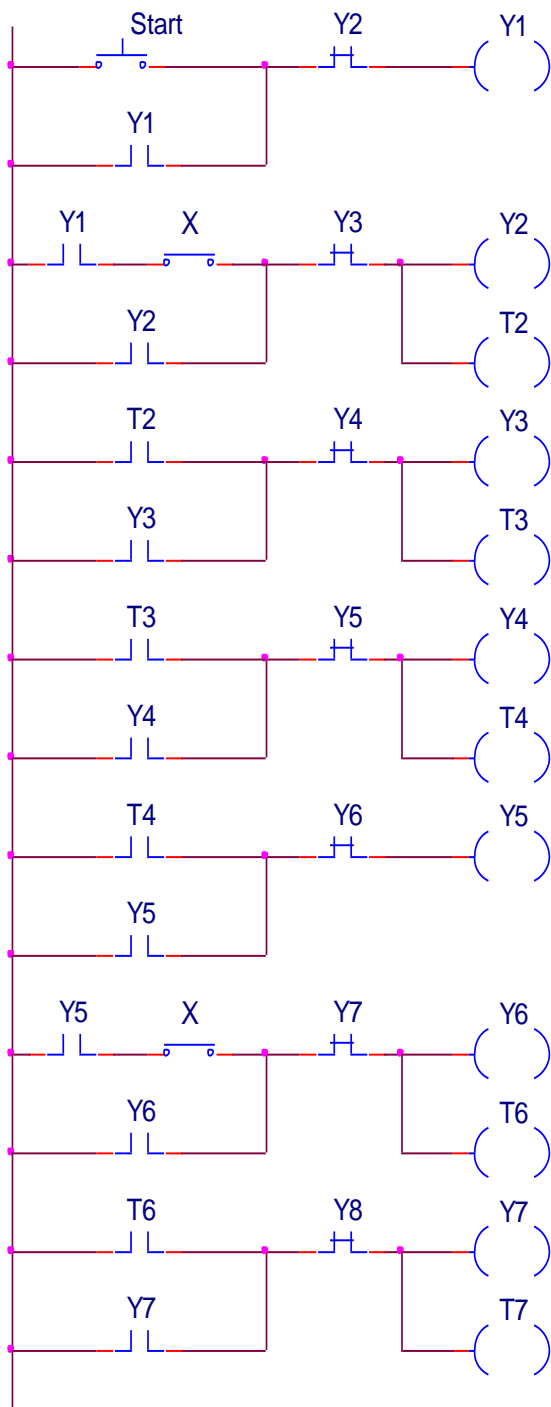 Start Y2 Y1
Y1
Y1 X Y3 Y2
Y2 T2
T2 Y4 Y3
Y3 T3
T3 Y5 Y4
Y4 T4
T4 Y6 Y5
Y5
Y5 X Y7 Y6
Y6 T6
T6 Y8 Y7
Y7 T7